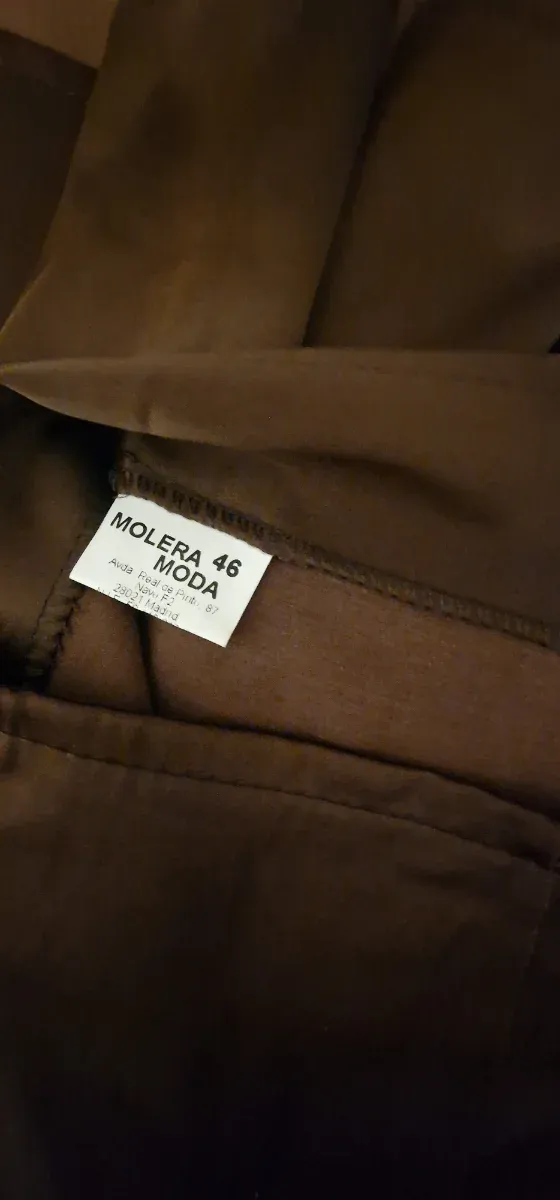 MOLERA 46
MODA
Avda. Real de Pinto, 87
Nave F2
28021 Madrid